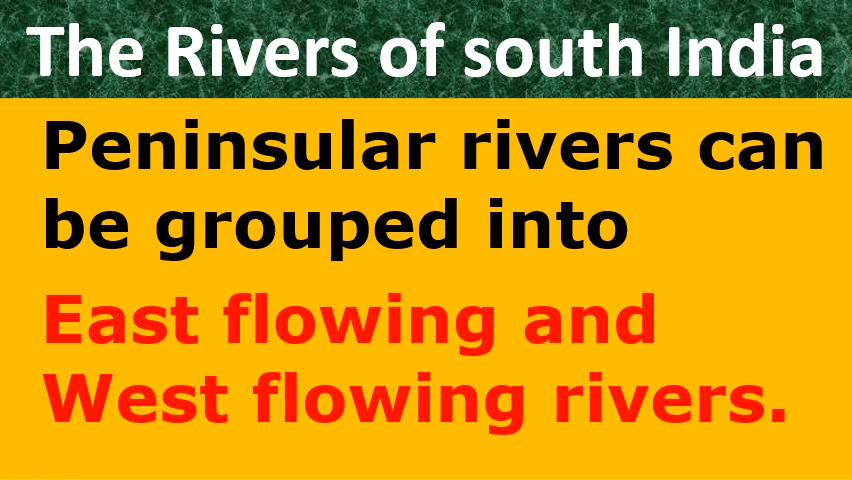 The Rivers of south India
Peninsular rivers can
be grouped into
East flowing and
West flowing rivers.